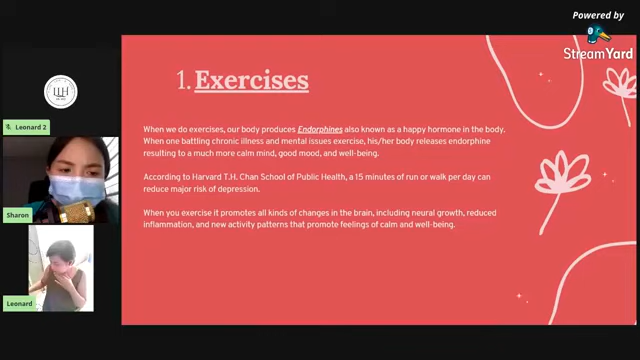 Powered by
StreamYard
1. Exercises
When we do exercises, our body produces Endorphines also known as a happy hormone in the body.
When one battling chronic illness and mental issues exercise, his/her body releases endorphine
resulting to a much more calm mind, good mood, and well-being.
According to Harvard T.H. Chan School of Public Health, a 15 minutes of run or walk per day can
reduce major risk of depression.
When you exercise it promotes all kinds of changes in the brain, including neural growth, reduced
inflammation, and new activity patterns that promote feelings of calm and well-being.
Leonard 2
Sharon
Leonard